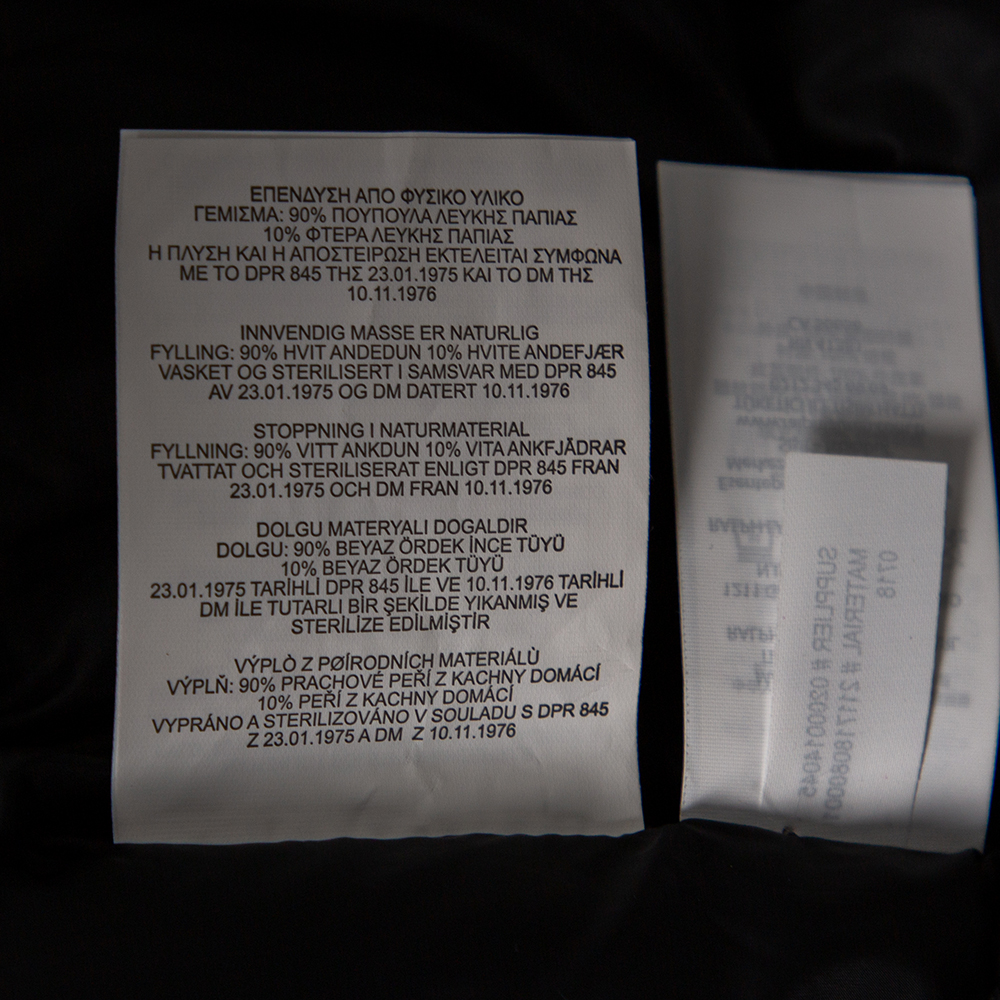 ΕΠΕΝΔΥΣΗ ΑΠΟ ΦΥΣΙΚΟ ΥΛΙΚΟ
ΓΕΜΙΣΜΑ: 90% ΠΟΥΠΟΥΛΑ ΛΕΥΚΗΣ ΠΑΠΙΑΣ
10% ΦΤΕΡΑ ΛΕΥΚΗΣ ΠΑΠΙΑΣ
Η ΠΛΥΣΗ ΚΑΙ Η ΑΠΟΣΤΕΙΡΩΣΗ ΕΚΤΕΛΕΙΤΑΙ ΣΥΜΦΩΝΑ
ΜΕ ΤΟ DPR 845 ΤΗΣ 23.01.1975 ΚΑΙ ΤΟ DM ΤΗΣ
10.11.1976
INNVENDIG MASSE ER NATURLIG
FYLLING: 90% HVIT ANDEDUN 10% HVITE ANDEFJÆR
VASKET OG STERILISERT I SAMSVAR MED DPR 845
AV 23.01.1975 OG DM DATERT 10.11.1976
STOPPNING I NATURMATERIAL
FYLLNING: 90% VITT ANKDUN 10% VITA ANKFJÄDRAR
TVATTAT OCH STERILISERAT ENLIGT DPR 845 FRAN
23.01.1975 OCH DM FRAN 10.11.1976
DOLGU MATERYALI DOGALDIR
DOLGU: 90% BEYAZ ÖRDEK İNCE TÜYÜ
10% BEYAZ ÖRDEK TÜYÜ
23.01.1975 TARİHLİ DPR 845 İLE VE 10.11.1976 TARİHLİ
DM İLE TUTARLI BİR ŞEKİLDE YIKANMIŞ VE
STERİLİZE EDİLMİŞTİR
VÝPLÒ Z PØÍRODNÍCH MATERIÁLÙ
VÝPLŇ: 90% PRACHOVÉ PEŘÍ Z KACHNY DOMÁCÍ
10% PEŘÍ Z KACHNY DOMÁCÍ
VYPRÁNO A STERILIZOVÁNO V SOULADU S DPR 845
Z 23.01.1975 A DM Z 10.11.1976
0718
MATERIAL #211718080001
SUPPLIER #0200014045